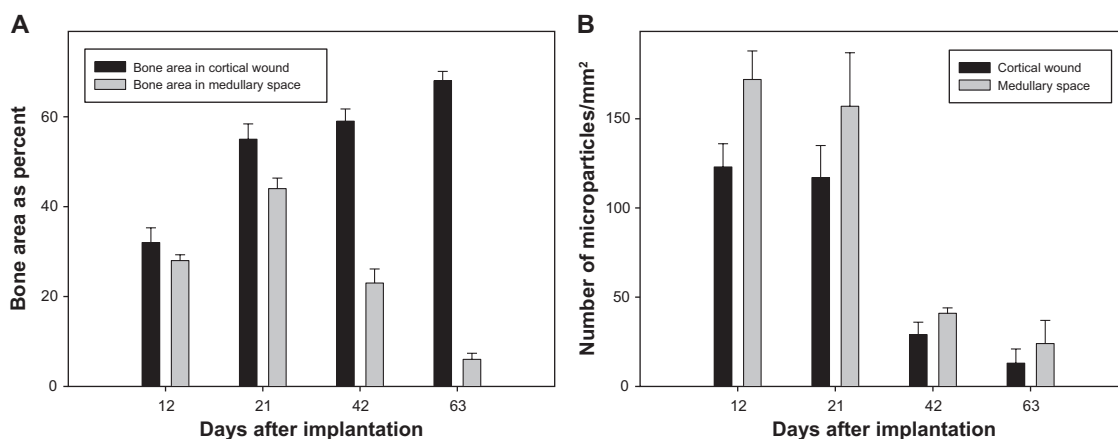 A
Bone area in cortical wound
Bone area in medullary space
Bone area as percent
60
40
20
0
12 21 42 63
Days after implantation
B
Cortical wound
Medullary space
Number of microparticles/mm²
150
100
50
0
12 21 42 63
Days after implantation